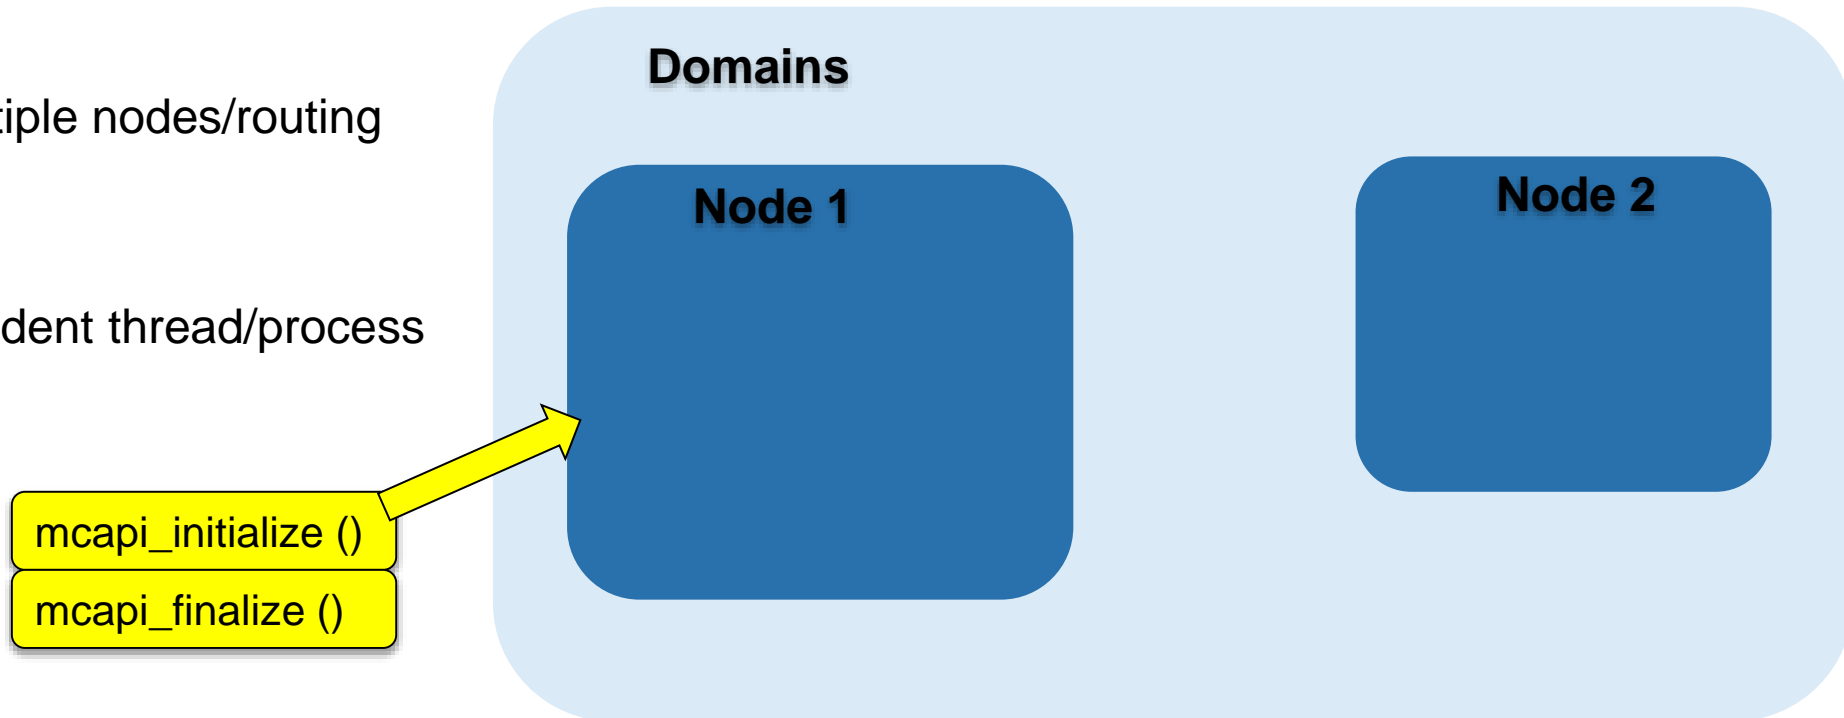 Domains
tiple nodes/routing
Node 1
Node 2
dent thread/process
mcapi_initialize ()
mcapi_finalize ()